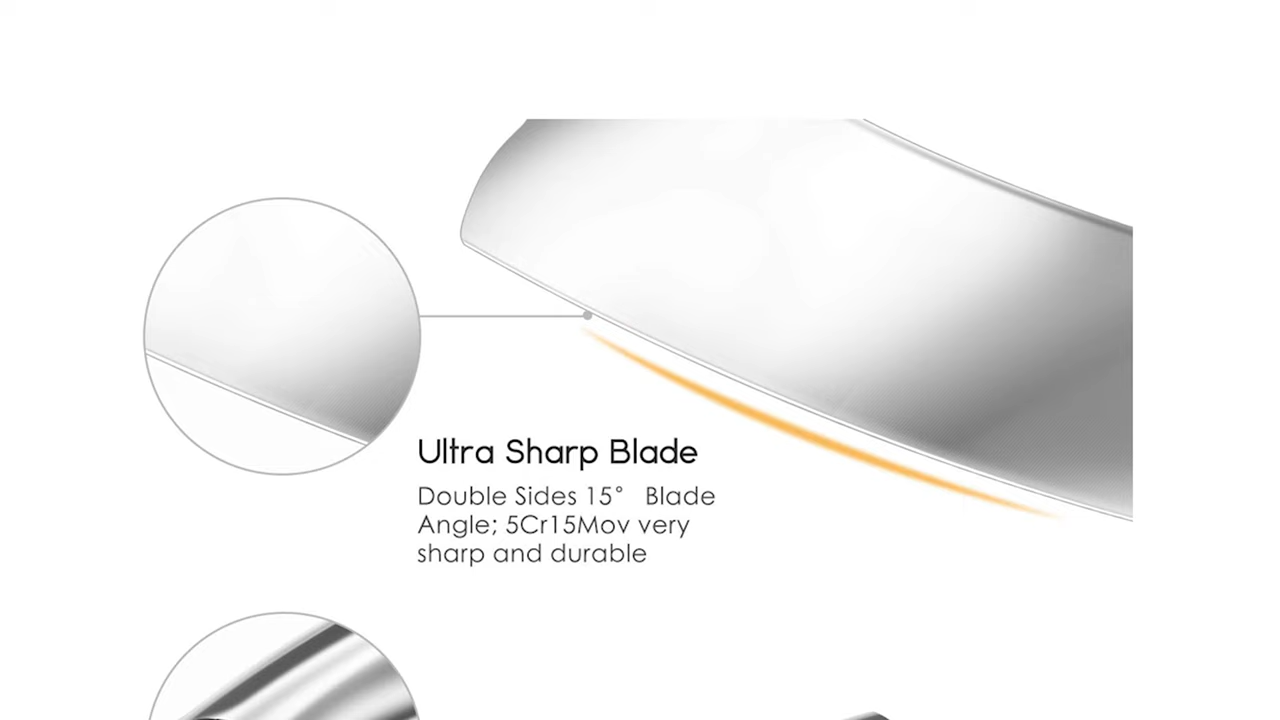 Ultra Sharp Blade
Double Sides 15° Blade
Angle; 5Cr15Mov very
sharp and durable